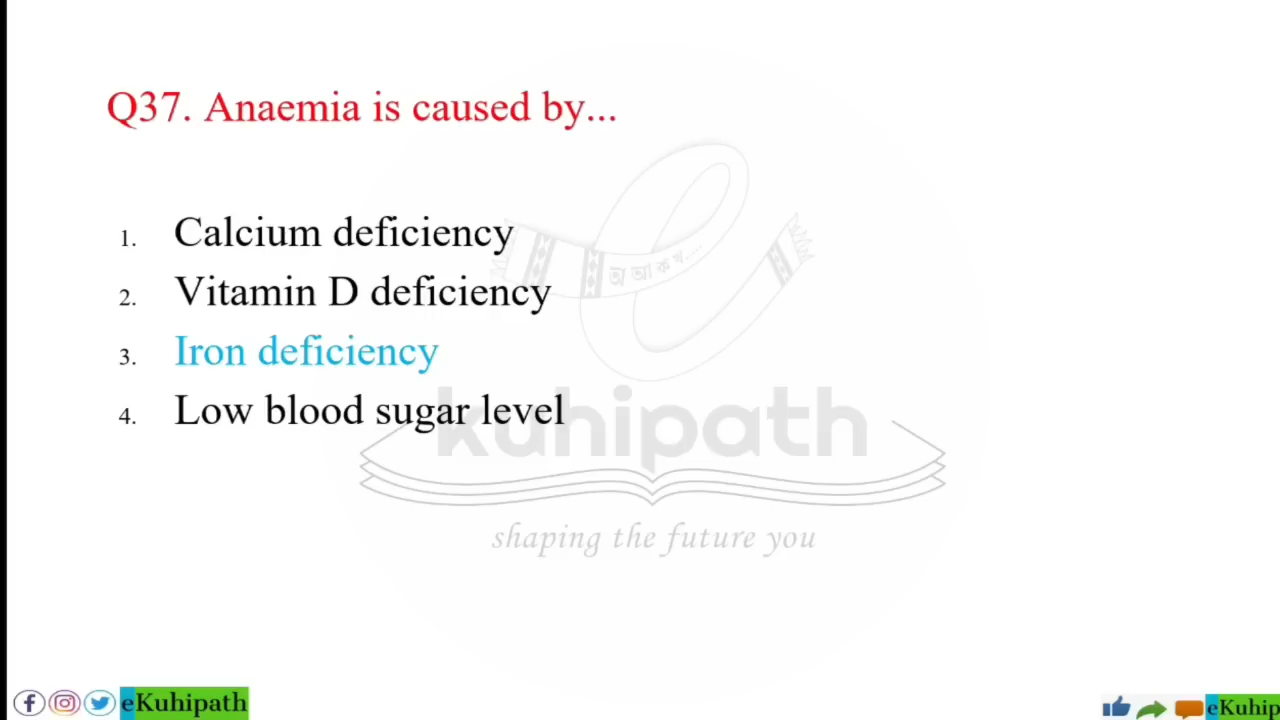 Q37. Anaemia is caused by...
1. Calcium deficiency
2. Vitamin D deficiency
3. Iron deficiency
4. Low blood sugar level
অ আ ক খ...
kuhipath
shaping the future you
eKuhipath
eKuhip